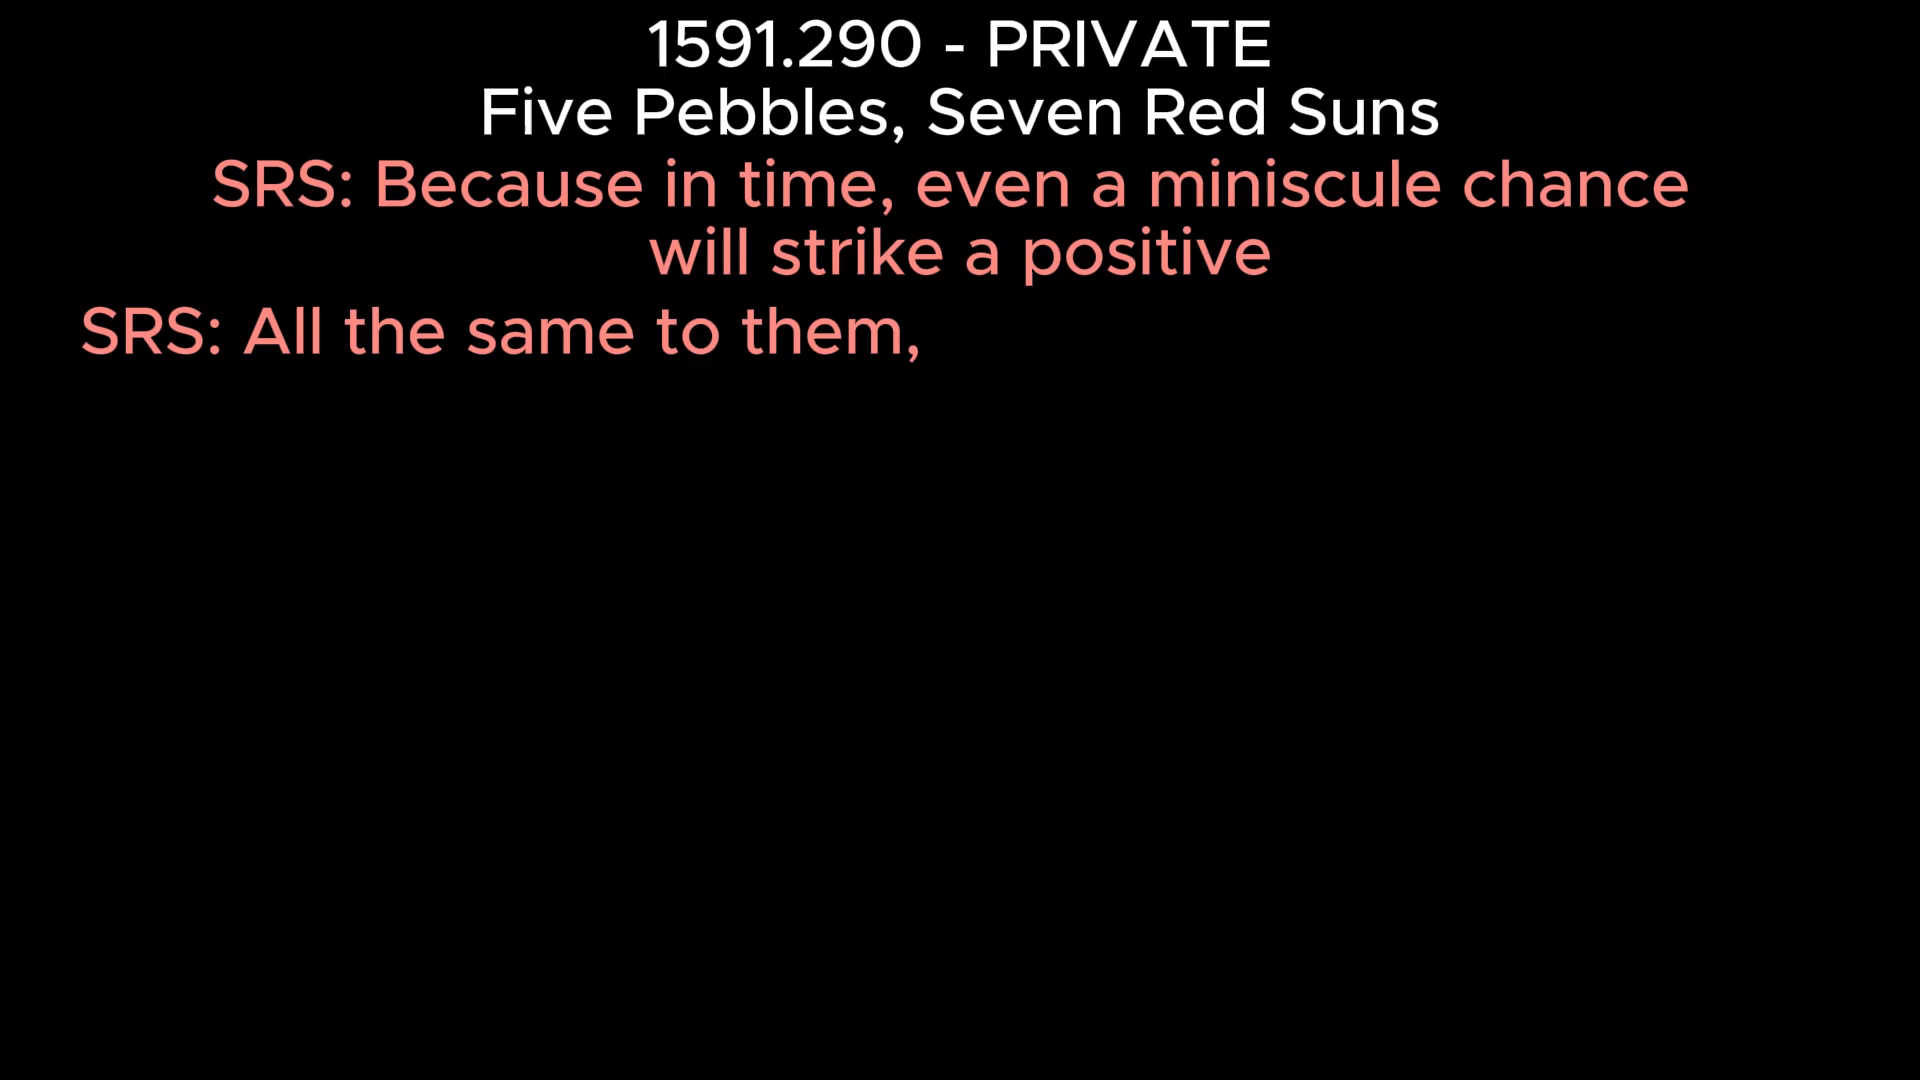 1591.290 - PRIVATE
Five Pebbles, Seven Red Suns
SRS: Because in time, even a miniscule chance
will strike a positive
SRS: All the same to them,